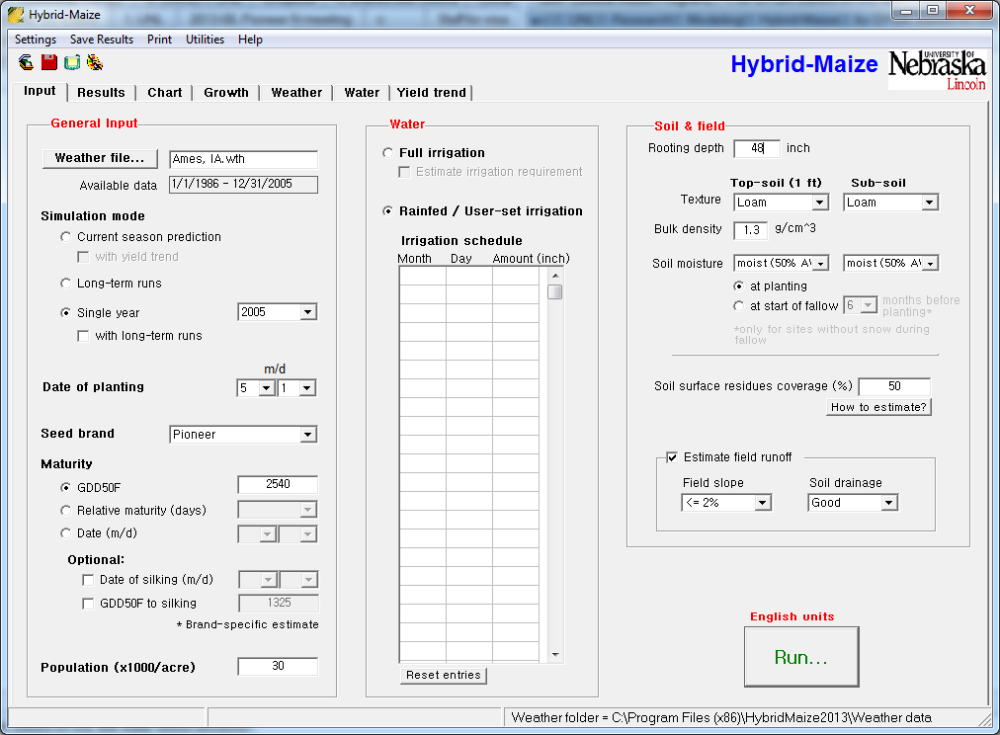 Hybrid-Maize
Settings Save Results Print Utilities Help
Hybrid-Maize
UNIVERSITY OF
Nebraska
Lincoln
Input Results Chart Growth Weather Water Yield trend
General Input
Weather file... Ames, IA.wth
Available data 1/1/1986 - 12/31/2005
Simulation mode
Current season prediction
with yield trend
Long-term runs
Single year 2005
with long-term runs
m/d
Date of planting 5 1
Seed brand Pioneer
Maturity
GDD50F 2540
Relative maturity (days)
Date (m/d)
Optional:
Date of silking (m/d)
GDD50F to silking 1325
* Brand-specific estimate
Population (x1000/acre) 30
Water
Full irrigation
Estimate irrigation requirement
Rainfed / User-set irrigation
Irrigation schedule
Month Day Amount (inch)
Reset entries
Soil & field
Rooting depth 48 inch
Top-soil (1 ft) Sub-soil
Texture Loam Loam
Bulk density 1.3 g/cm^3
Soil moisture moist (50% A moist (50% A
at planting
at start of fallow 6 months before
planting*
*only for sites without snow during
fallow
Soil surface residues coverage (%) 50
How to estimate?
Estimate field runoff
Field slope Soil drainage
<= 2% Good
English units
Run...
Weather folder = C:\Program Files (x86)\HybridMaize2013\Weather data